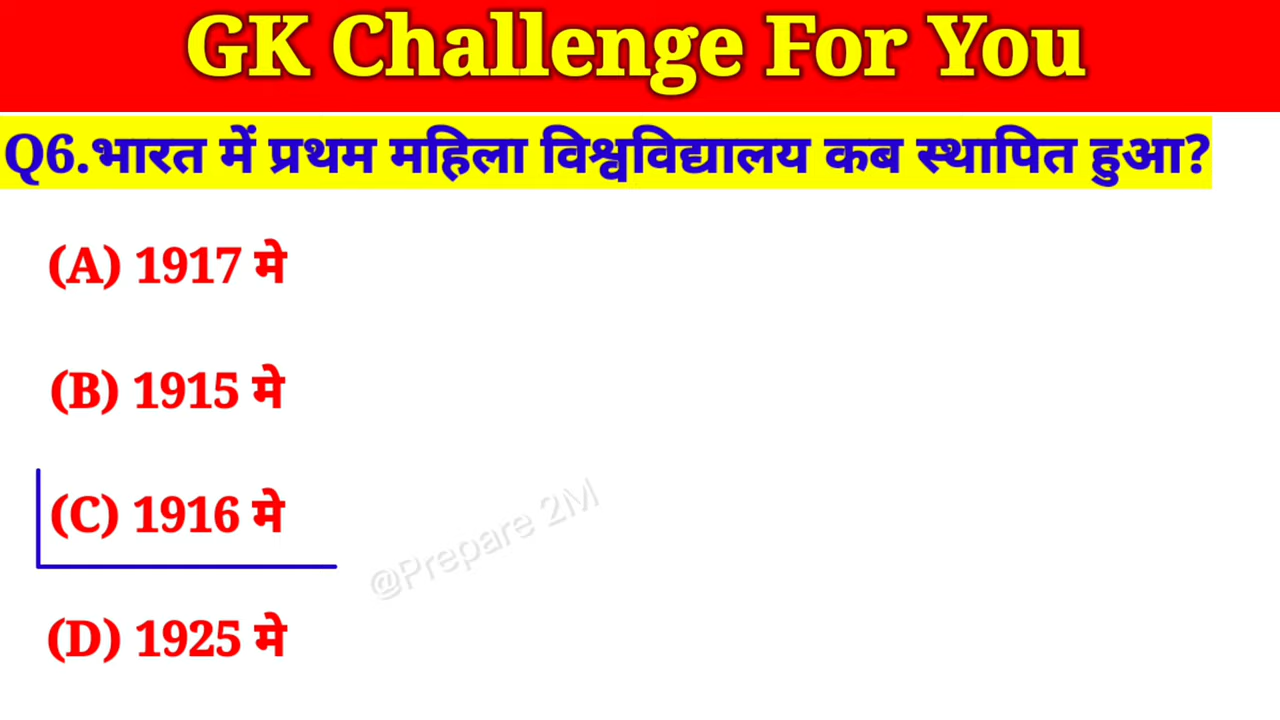 GK Challenge For You
Q6.भारत में प्रथम महिला विश्वविद्यालय कब स्थापित हुआ?
(A) 1917 मे
(B) 1915 मे
(C) 1916 मे
@Prepare 2M
(D) 1925 मे